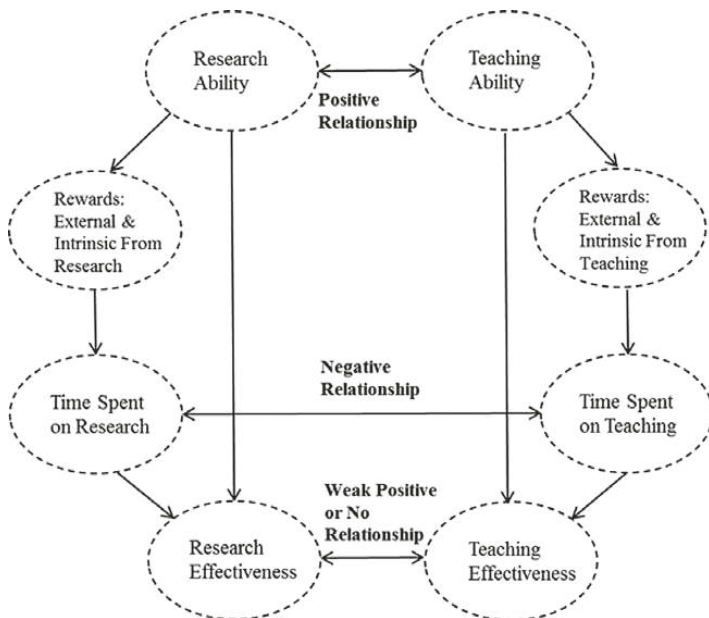 Research
Ability
Teaching
Ability
Positive
Relationship
Rewards:
External &
Intrinsic From
Research
Rewards:
External &
Intrinsic From
Teaching
Negative
Relationship
Time Spent
on Research
Time Spent
on Teaching
Weak Positive
or No
Relationship
Research
Effectiveness
Teaching
Effectiveness